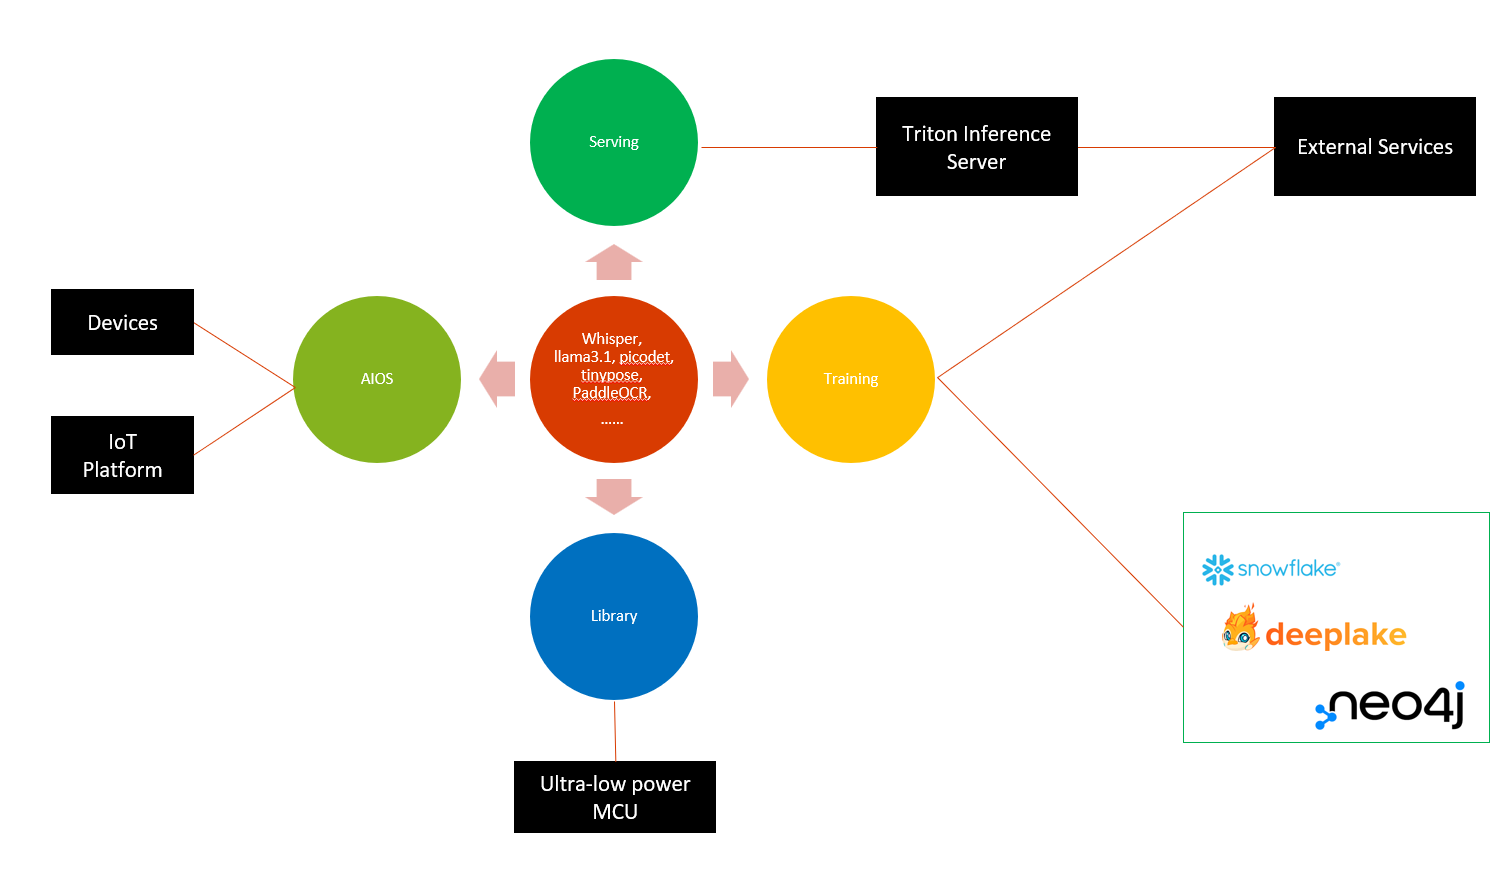 Serving
Triton Inference
Server
External Services
Devices
IoT
Platform
AIOS
Whisper,
llama3.1, picodet,
tinypose,
PaddleOCR,
......
Training
Library
Ultra-low power
MCU
snowflake®
deeplake
neo4j